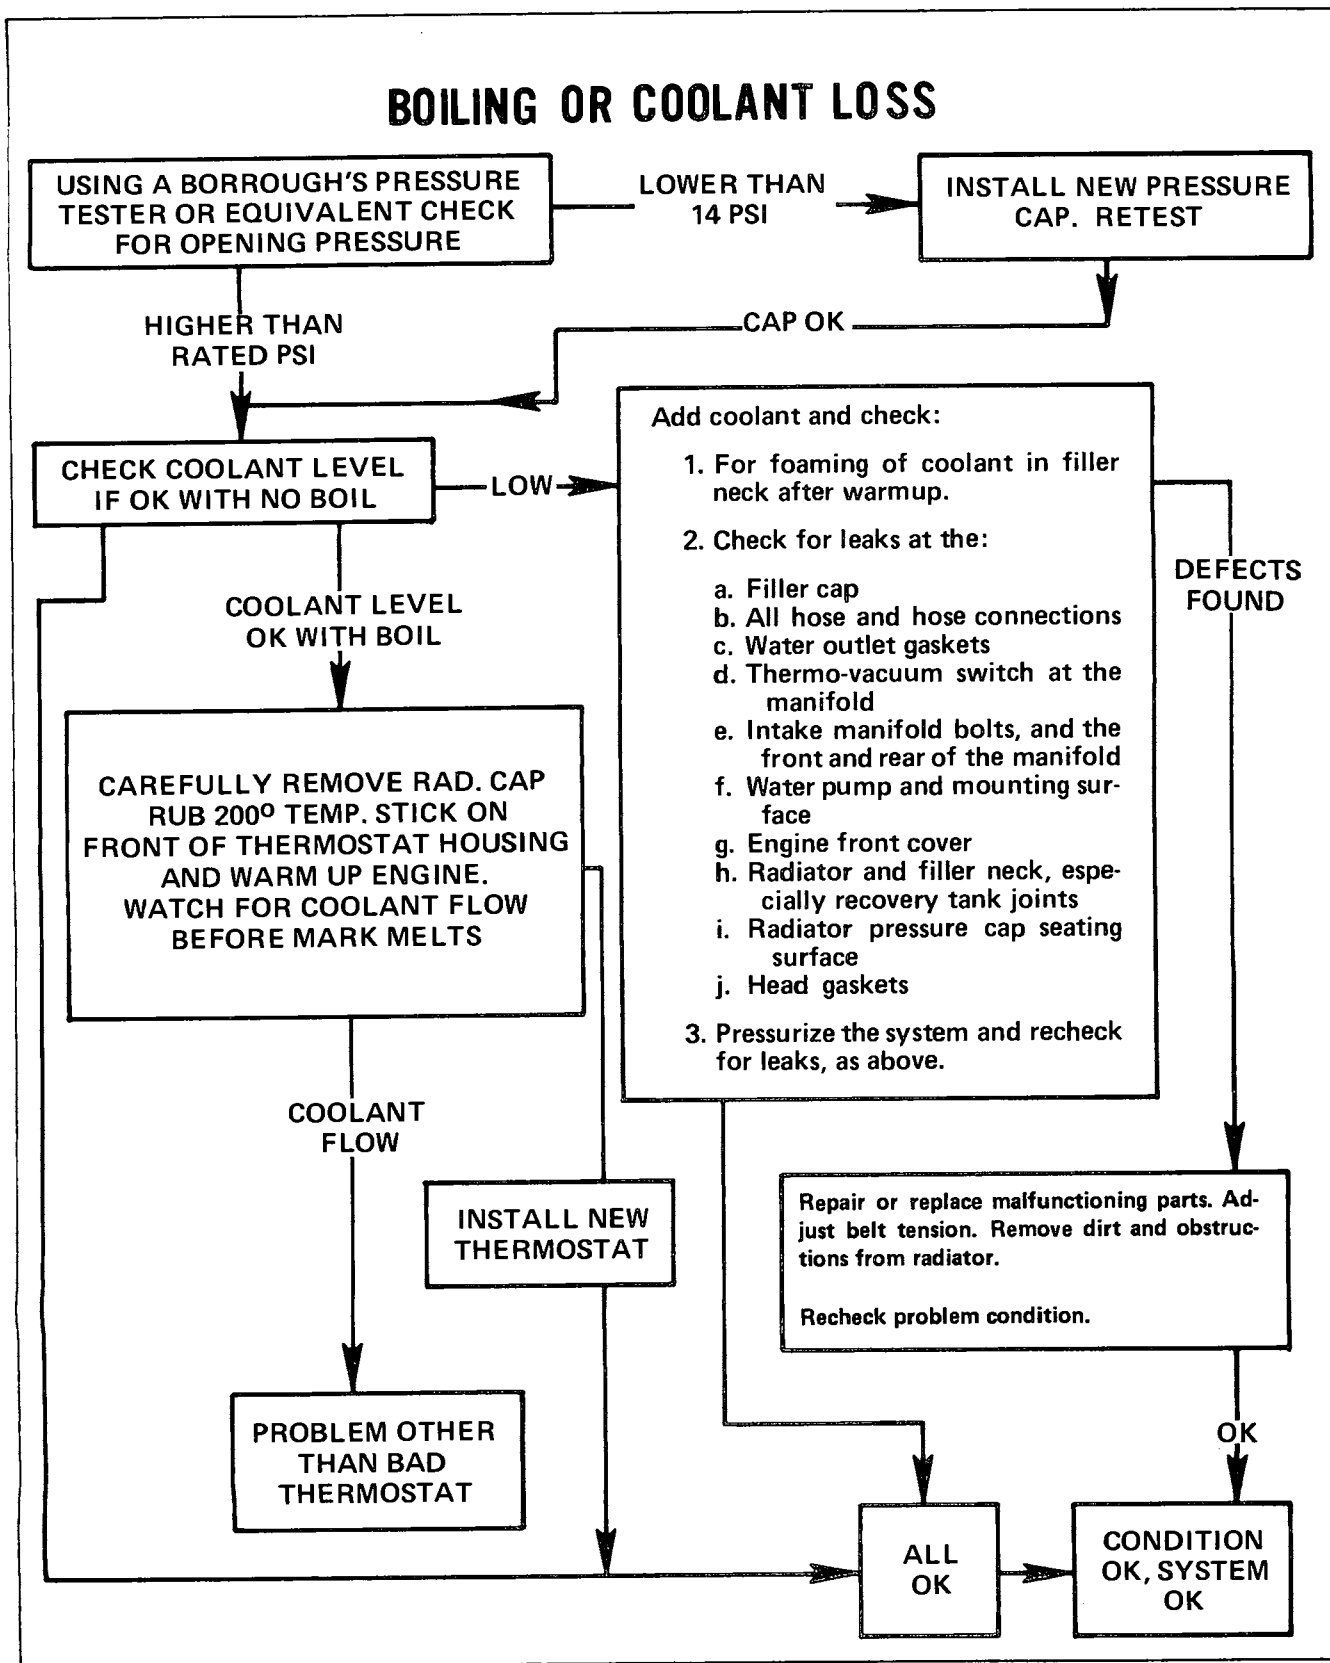 BOILING OR COOLANT LOSS
USING A BORROUGH'S PRESSURE
TESTER OR EQUIVALENT CHECK
FOR OPENING PRESSURE
LOWER THAN
14 PSI
INSTALL NEW PRESSURE
CAP. RETEST
HIGHER THAN
RATED PSI
CAP OK
CHECK COOLANT LEVEL
IF OK WITH NO BOIL
LOW
Add coolant and check:
1. For foaming of coolant in filler
neck after warmup.
2. Check for leaks at the:
a. Filler cap
b. All hose and hose connections
c. Water outlet gaskets
d. Thermo-vacuum switch at the
manifold
e. Intake manifold bolts, and the
front and rear of the manifold
f. Water pump and mounting sur-
face
g. Engine front cover
h. Radiator and filler neck, espe-
cially recovery tank joints
i. Radiator pressure cap seating
surface
j. Head gaskets
3. Pressurize the system and recheck
for leaks, as above.
DEFECTS
FOUND
COOLANT LEVEL
OK WITH BOIL
CAREFULLY REMOVE RAD. CAP
RUB 200º TEMP. STICK ON
FRONT OF THERMOSTAT HOUSING
AND WARM UP ENGINE.
WATCH FOR COOLANT FLOW
BEFORE MARK MELTS
COOLANT
FLOW
INSTALL NEW
THERMOSTAT
Repair or replace malfunctioning parts. Ad-
just belt tension. Remove dirt and obstruc-
tions from radiator.
Recheck problem condition.
PROBLEM OTHER
THAN BAD
THERMOSTAT
OK
ALL
OK
CONDITION
OK, SYSTEM
OK